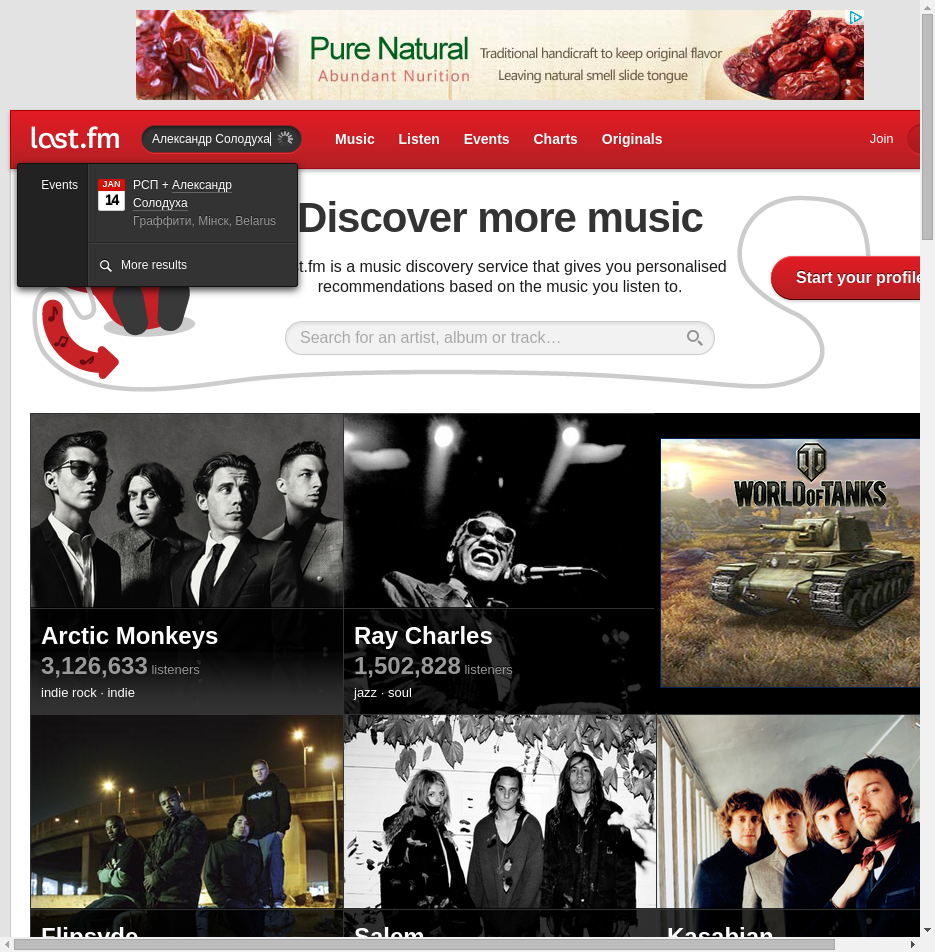 Pure Natural
Abundant Nurition
Traditional handicraft to keep original flavor
Leaving natural smell slide tongue
last.fm
Александр Солодуха
Music Listen Events Charts Originals
Join
Events
JAN
14
РСП + Александр
Солодуха
Граффити, Мінск, Belarus
More results
Discover more music
t.fm is a music discovery service that gives you personalised
recommendations based on the music you listen to.
Start your profile
Search for an artist, album or track…
WORLD OF TANKS
Arctic Monkeys
3,126,633 listeners
indie rock · indie
Ray Charles
1,502,828 listeners
jazz · soul
Flipsyde
Salem
Kasabian